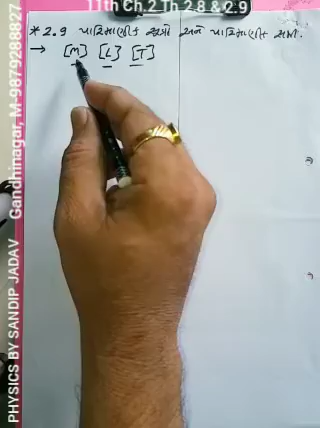 11th Ch.2 Th 2.8 & 2.9
* 2.9 પારિમાણીક સૂત્રો અને પારિમાણીક સમી.
→ [M] [L] [T]
PHYSICS BY SANDIP JADAV Gandhinagar, M-9879288827